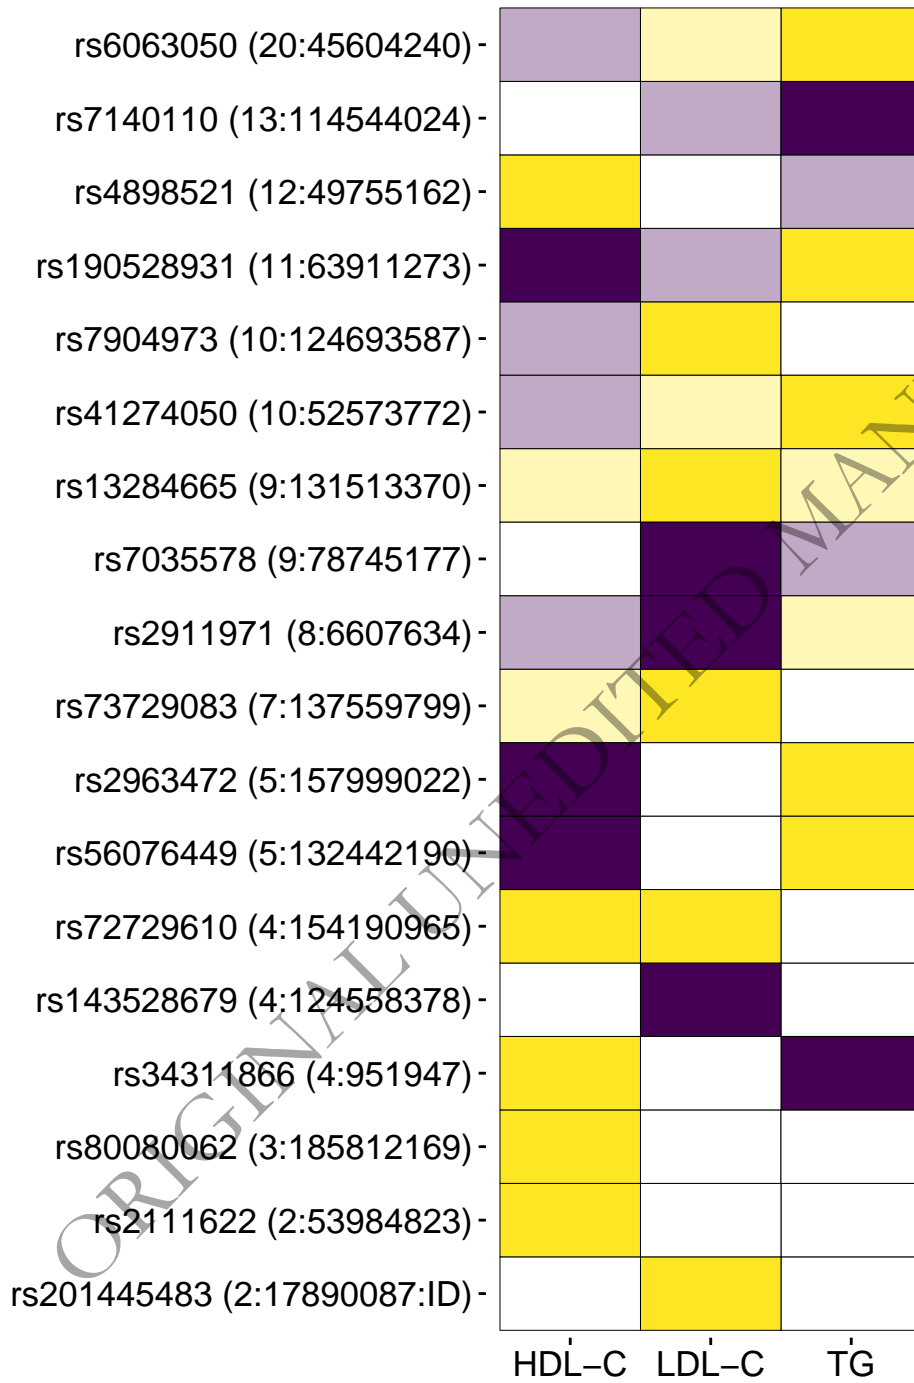 rs6063050 (20:45604240)
rs7140110 (13:114544024)
rs4898521 (12:49755162)
rs190528931 (11:63911273)
rs7904973 (10:124693587)
rs41274050 (10:52573772)
rs13284665 (9:131513370)
rs7035578 (9:78745177)
rs2911971 (8:6607634)
rs73729083 (7:137559799)
rs2963472 (5:157999022)
rs56076449 (5:132442190)
rs72729610 (4:154190965)
rs143528679 (4:124558378)
rs34311866 (4:951947)
rs80080062 (3:185812169)
rs2111622 (2:53984823)
rs201445483 (2:17890087:ID)
HDL−C LDL−C TG
ORIGINAL UNEDITED